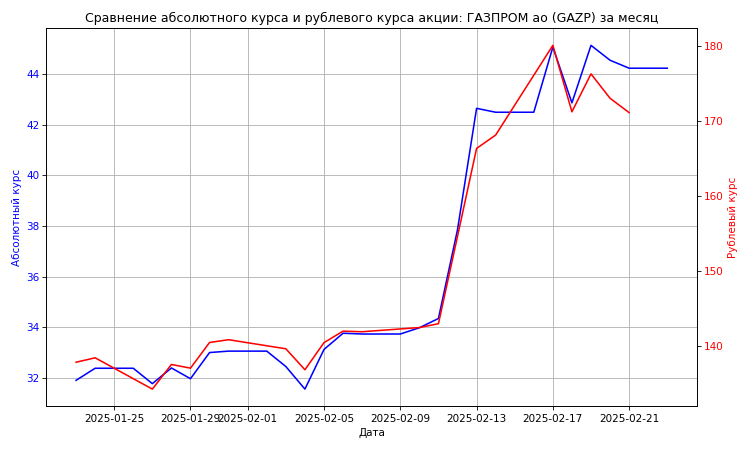 Сравнение абсолютного курса и рублевого курса акции: ГАЗПРОМ ао (GAZP) за месяц
Абсолютный курс
44
42
40
38
36
34
32
180
170
160
150
140
Рублевый курс
2025-01-25 2025-01-29 2025-02-01 2025-02-05 2025-02-09 2025-02-13 2025-02-17 2025-02-21
Дата